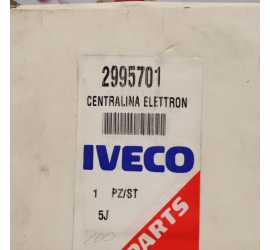 2995701
CENTRALINA ELETTRON
IVECO
1 PZ/ST
5J
PARTS